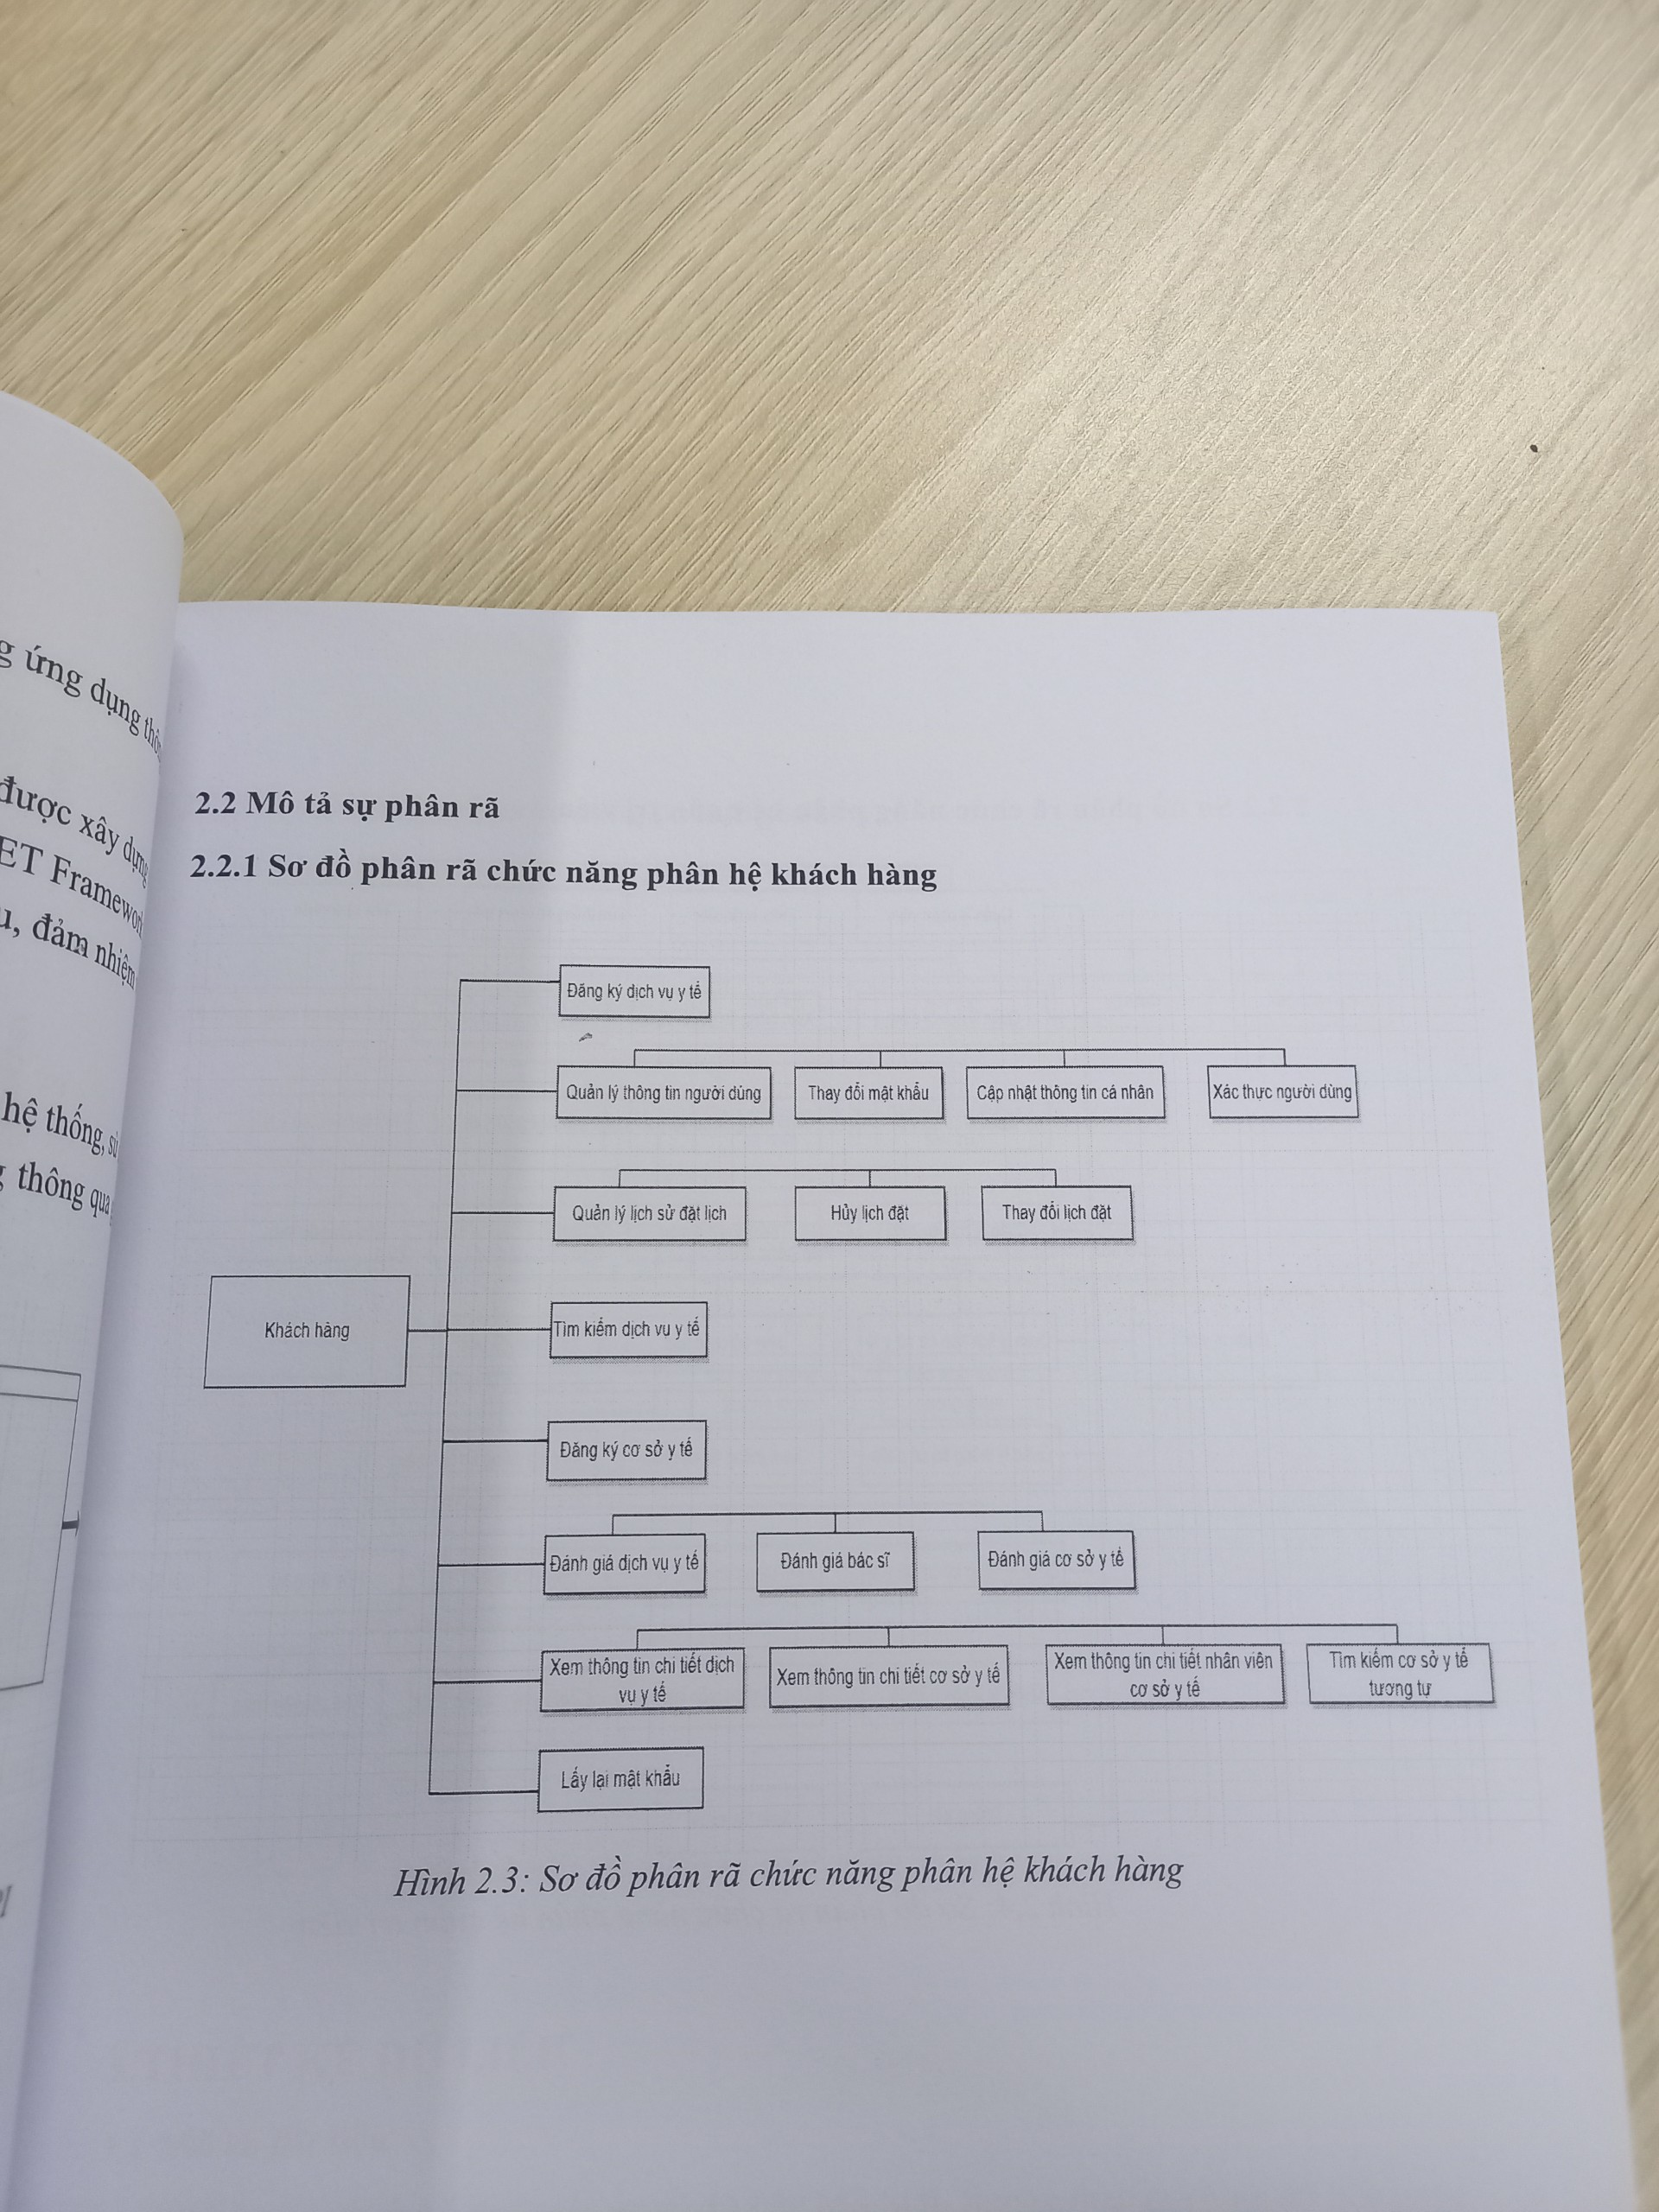 g ứng dụng
được xây dựng
ET Framework
u, đảm nhiệm
hệ thống,
thông qua
2.2 Mô tả sự phân rã
2.2.1 Sơ đồ phân rã chức năng phân hệ khách hàng
Đăng ký dịch vụ y tế
Quản lý thông tin người dùng
Thay đổi mật khẩu
Cập nhật thông tin cá nhân
Xác thực người dùng
Quản lý lịch sử đặt lịch
Hủy lịch đặt
Thay đổi lịch đặt
Khách hàng
Tìm kiếm dịch vụ y tế
Đăng ký cơ sở y tế
Đánh giá dịch vụ y tế
Đánh giá bác sĩ
Đánh giá cơ sở y tế
Xem thông tin chi tiết dịch
vụ y tế
Xem thông tin chi tiết cơ sở y tế
Xem thông tin chi tiết nhân viên
cơ sở y tế
Tìm kiếm cơ sở y tế
tương tự
Lấy lại mật khẩu
Hình 2.3: Sơ đồ phân rã chức năng phân hệ khách hàng